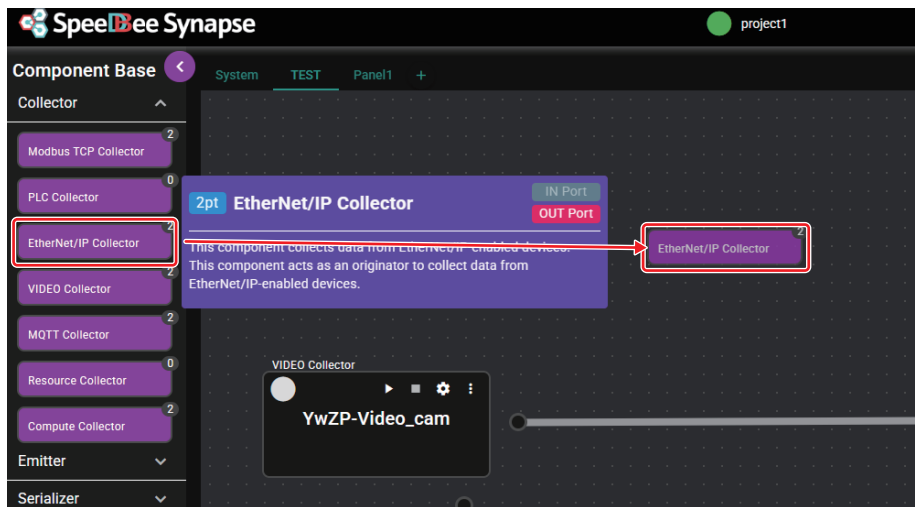 SpeeDBee Synapse
project1
Component Base
System TEST Panel1 +
Collector
2
Modbus TCP Collector
0
PLC Collector
2
EtherNet/IP Collector
2
VIDEO Collector
2
MQTT Collector
0
Resource Collector
2
Compute Collector
Emitter
Serializer
2pt EtherNet/IP Collector
IN Port
OUT Port
This component collects data from EtherNet/IP-enabled devices.
This component acts as an originator to collect data from
EtherNet/IP-enabled devices.
2
EtherNet/IP Collector
VIDEO Collector
YwZP-Video_cam